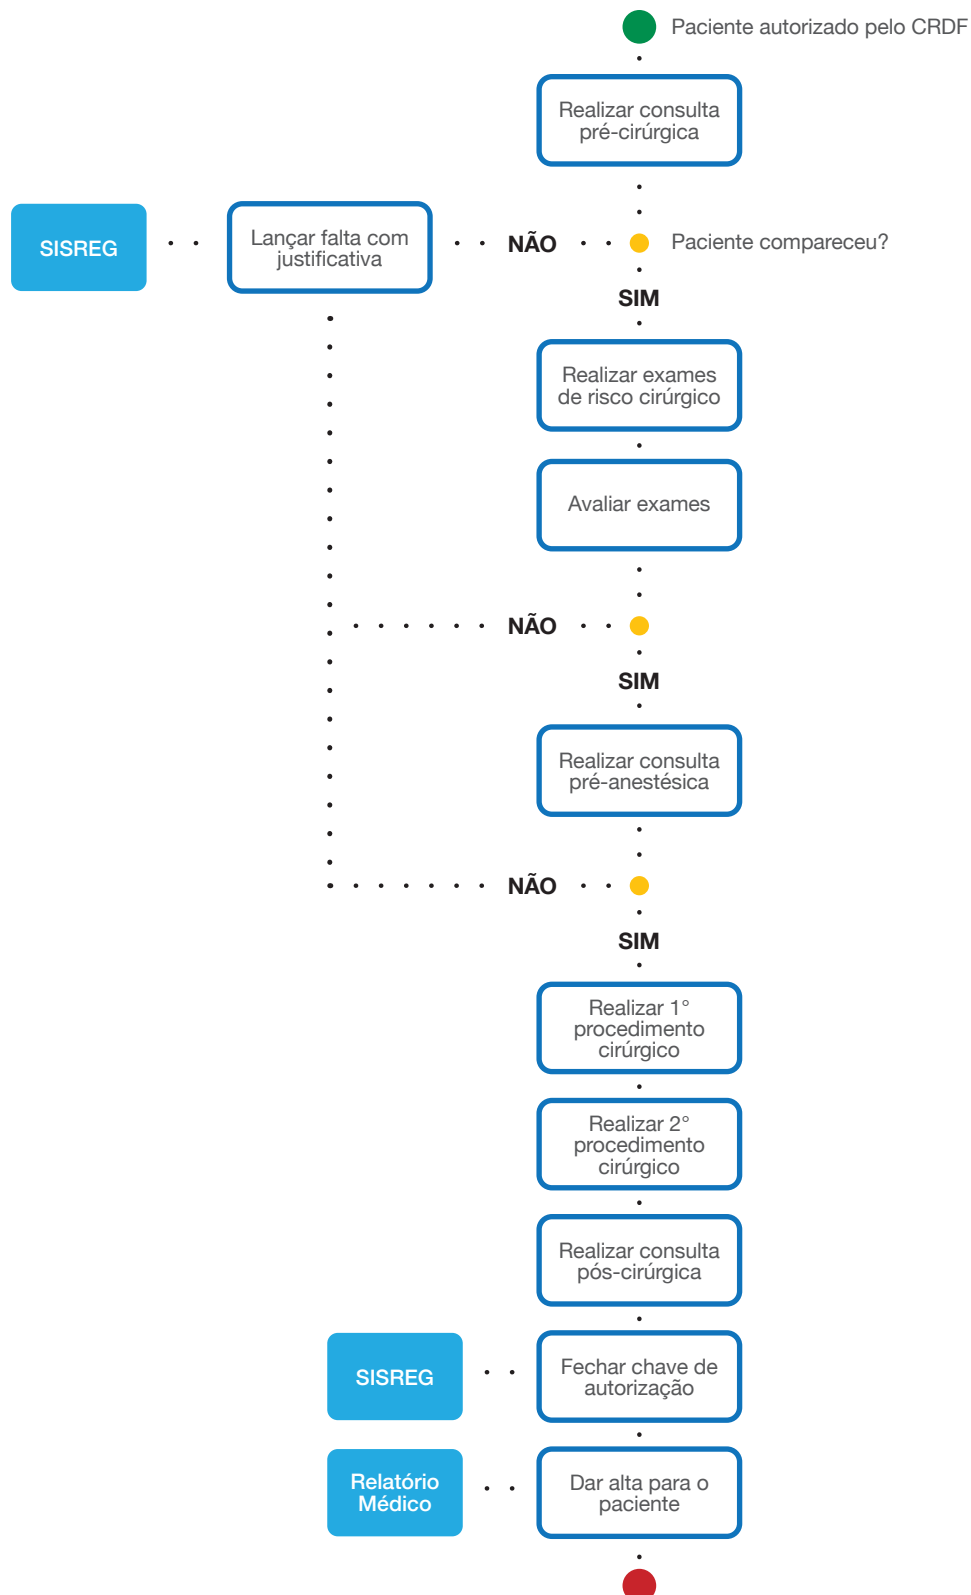 Paciente autorizado pelo CRDF
Realizar consulta
pré-cirúrgica
SISREG
Lançar falta com
justificativa
NÃO
Paciente compareceu?
SIM
Realizar exames
de risco cirúrgico
Avaliar exames
NÃO
SIM
Realizar consulta
pré-anestésica
NÃO
SIM
Realizar 1°
procedimento
cirúrgico
Realizar 2°
procedimento
cirúrgico
Realizar consulta
pós-cirúrgica
SISREG
Fechar chave de
autorização
Relatório
Médico
Dar alta para o
paciente